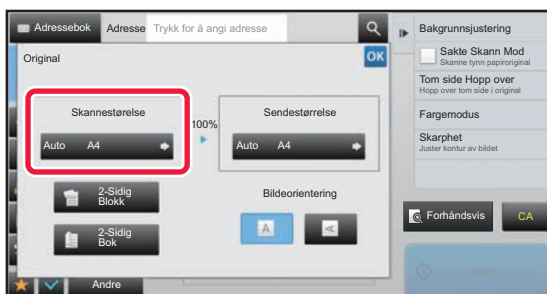 Adressebok
Adresse
Trykk for å angi adresse
Original
OK
Skannestørelse
Auto A4
100%
Sendestørrelse
Auto A4
2-Sidig
Blokk
2-Sidig
Bok
Bildeorientering
A
A
Andre
Bakgrunnsjustering
Sakte Skann Mod
Skanne tynn papiroriginal
Tom side Hopp over
Hopp over tom side i original
Fargemodus
Skarphet
Juster kontur av bildet
Forhåndsvis
CA
Start